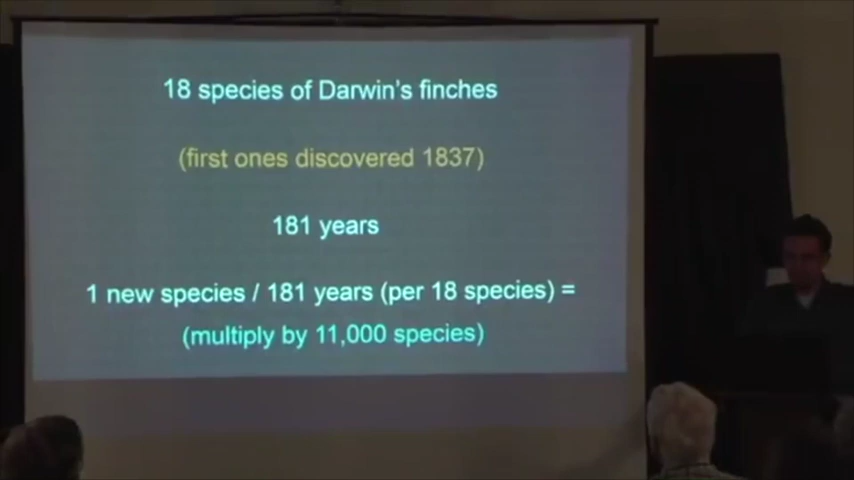 18 species of Darwin's finches
(first ones discovered 1837)
181 years
1 new species / 181 years (per 18 species) =
(multiply by 11,000 species)